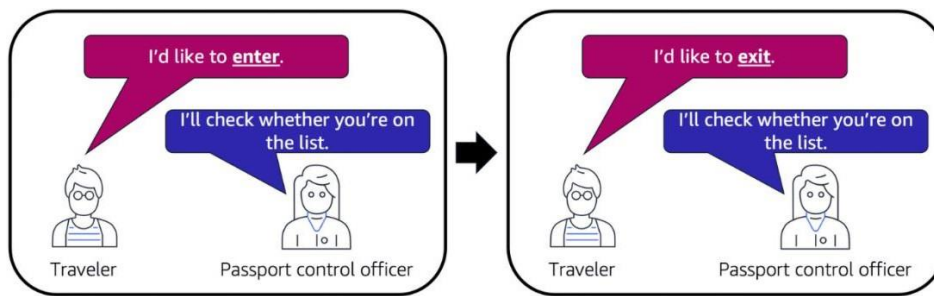 I'd like to enter.
I'll check whether you're on
the list.
Traveler
Passport control officer
I'd like to exit.
I'll check whether you're on
the list.
Traveler
Passport control officer